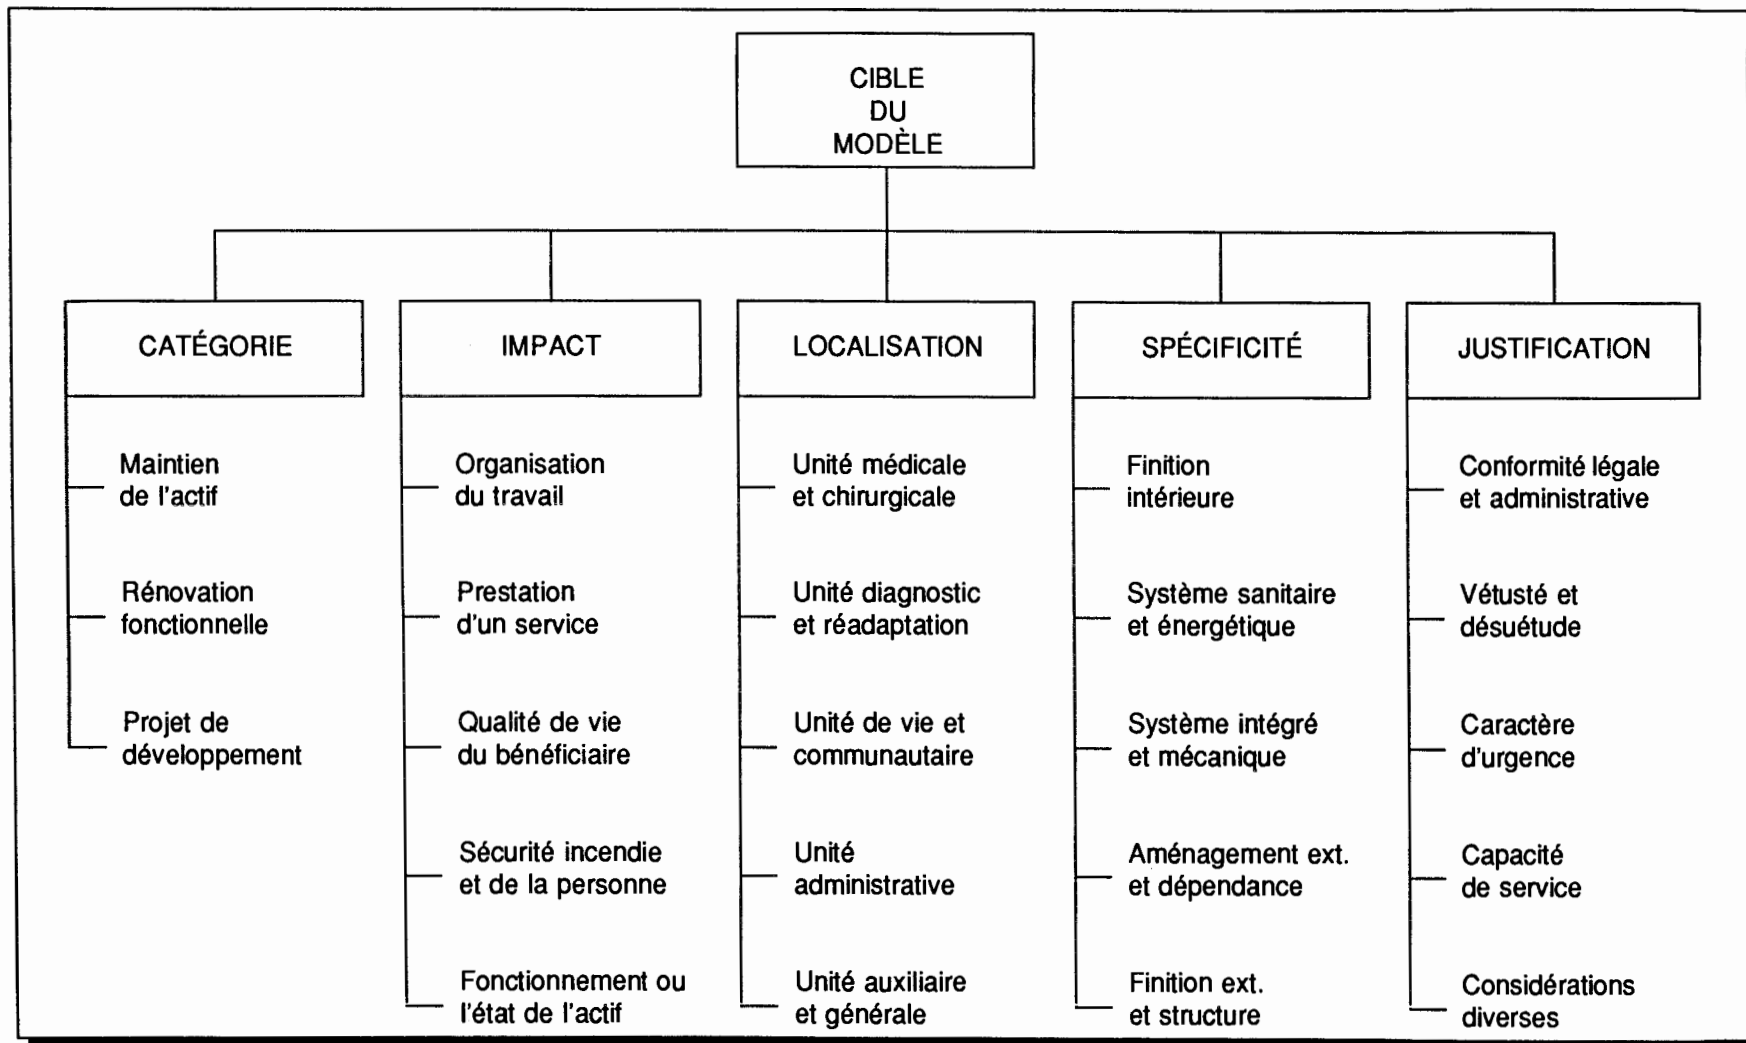 CIBLE
DU
MODÈLE
CATÉGORIE
Maintien
de l'actif
Rénovation
fonctionnelle
Projet de
développement
IMPACT
Organisation
du travail
Prestation
d'un service
Qualité de vie
du bénéficiaire
Sécurité incendie
et de la personne
Fonctionnement ou
l'état de l'actif
LOCALISATION
Unité médicale
et chirurgicale
Unité diagnostic
et réadaptation
Unité de vie et
communautaire
Unité
administrative
Unité auxiliaire
et générale
SPÉCIFICITÉ
Finition
intérieure
Système sanitaire
et énergétique
Système intégré
et mécanique
Aménagement ext.
et dépendance
Finition ext.
et structure
JUSTIFICATION
Conformité légale
et administrative
Vétusté et
désuétude
Caractère
d'urgence
Capacité
de service
Considérations
diverses